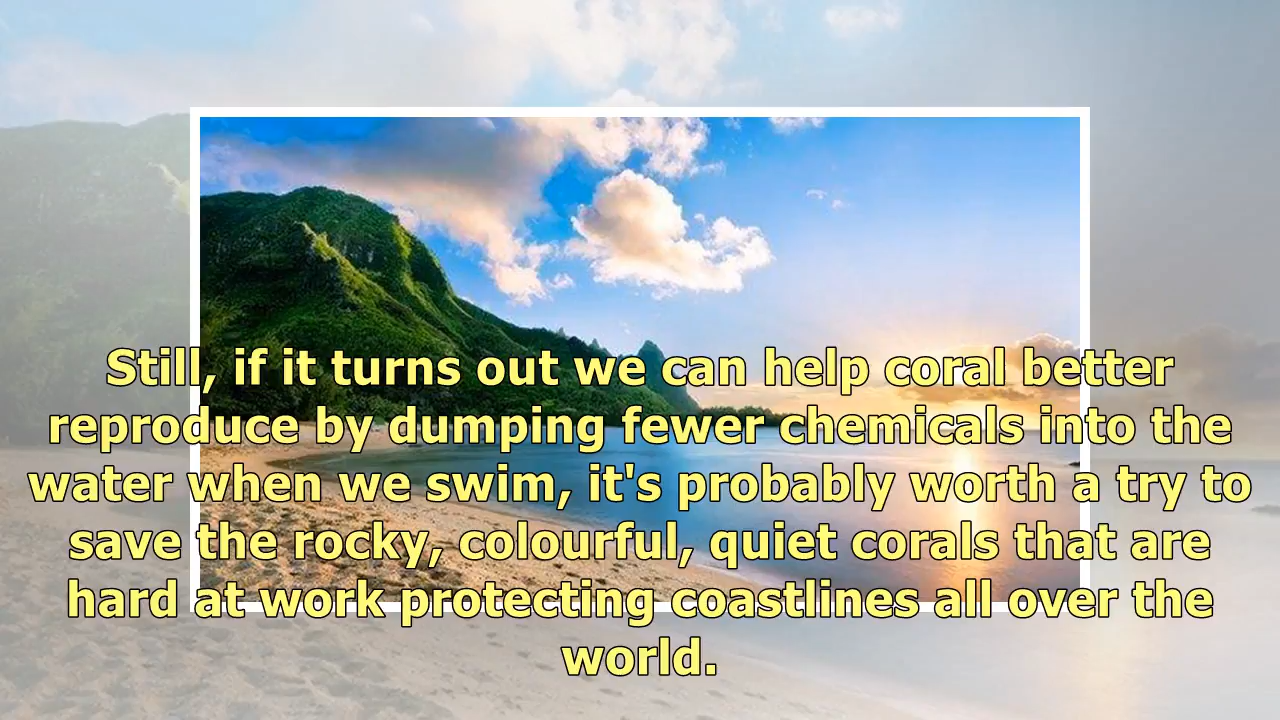 Still, if it turns out we can help coral better
reproduce by dumping fewer chemicals into the
water when we swim, it's probably worth a try to
save the rocky, colourful, quiet corals that are
hard at work protecting coastlines all over the
world.